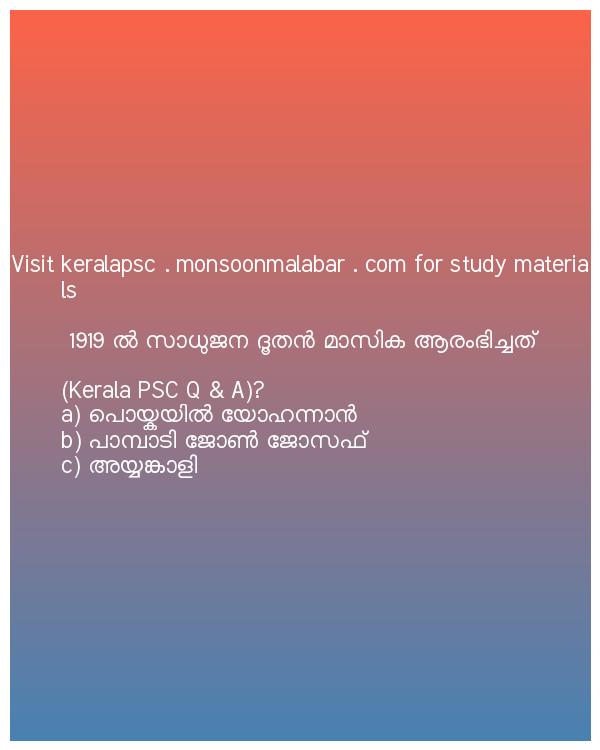 Visit keralapsc . monsoonmalabar . com for study materia
ls
1919 ൽ സാധുജന ദൂതൻ മാസിക ആരംഭിച്ചത്
(Kerala PSC Q & A)?
a) പൊയ്കയിൽ യോഹന്നാൻ
b) പാമ്പാടി ജോൺ ജോസഫ്
c) അയ്യങ്കാളി